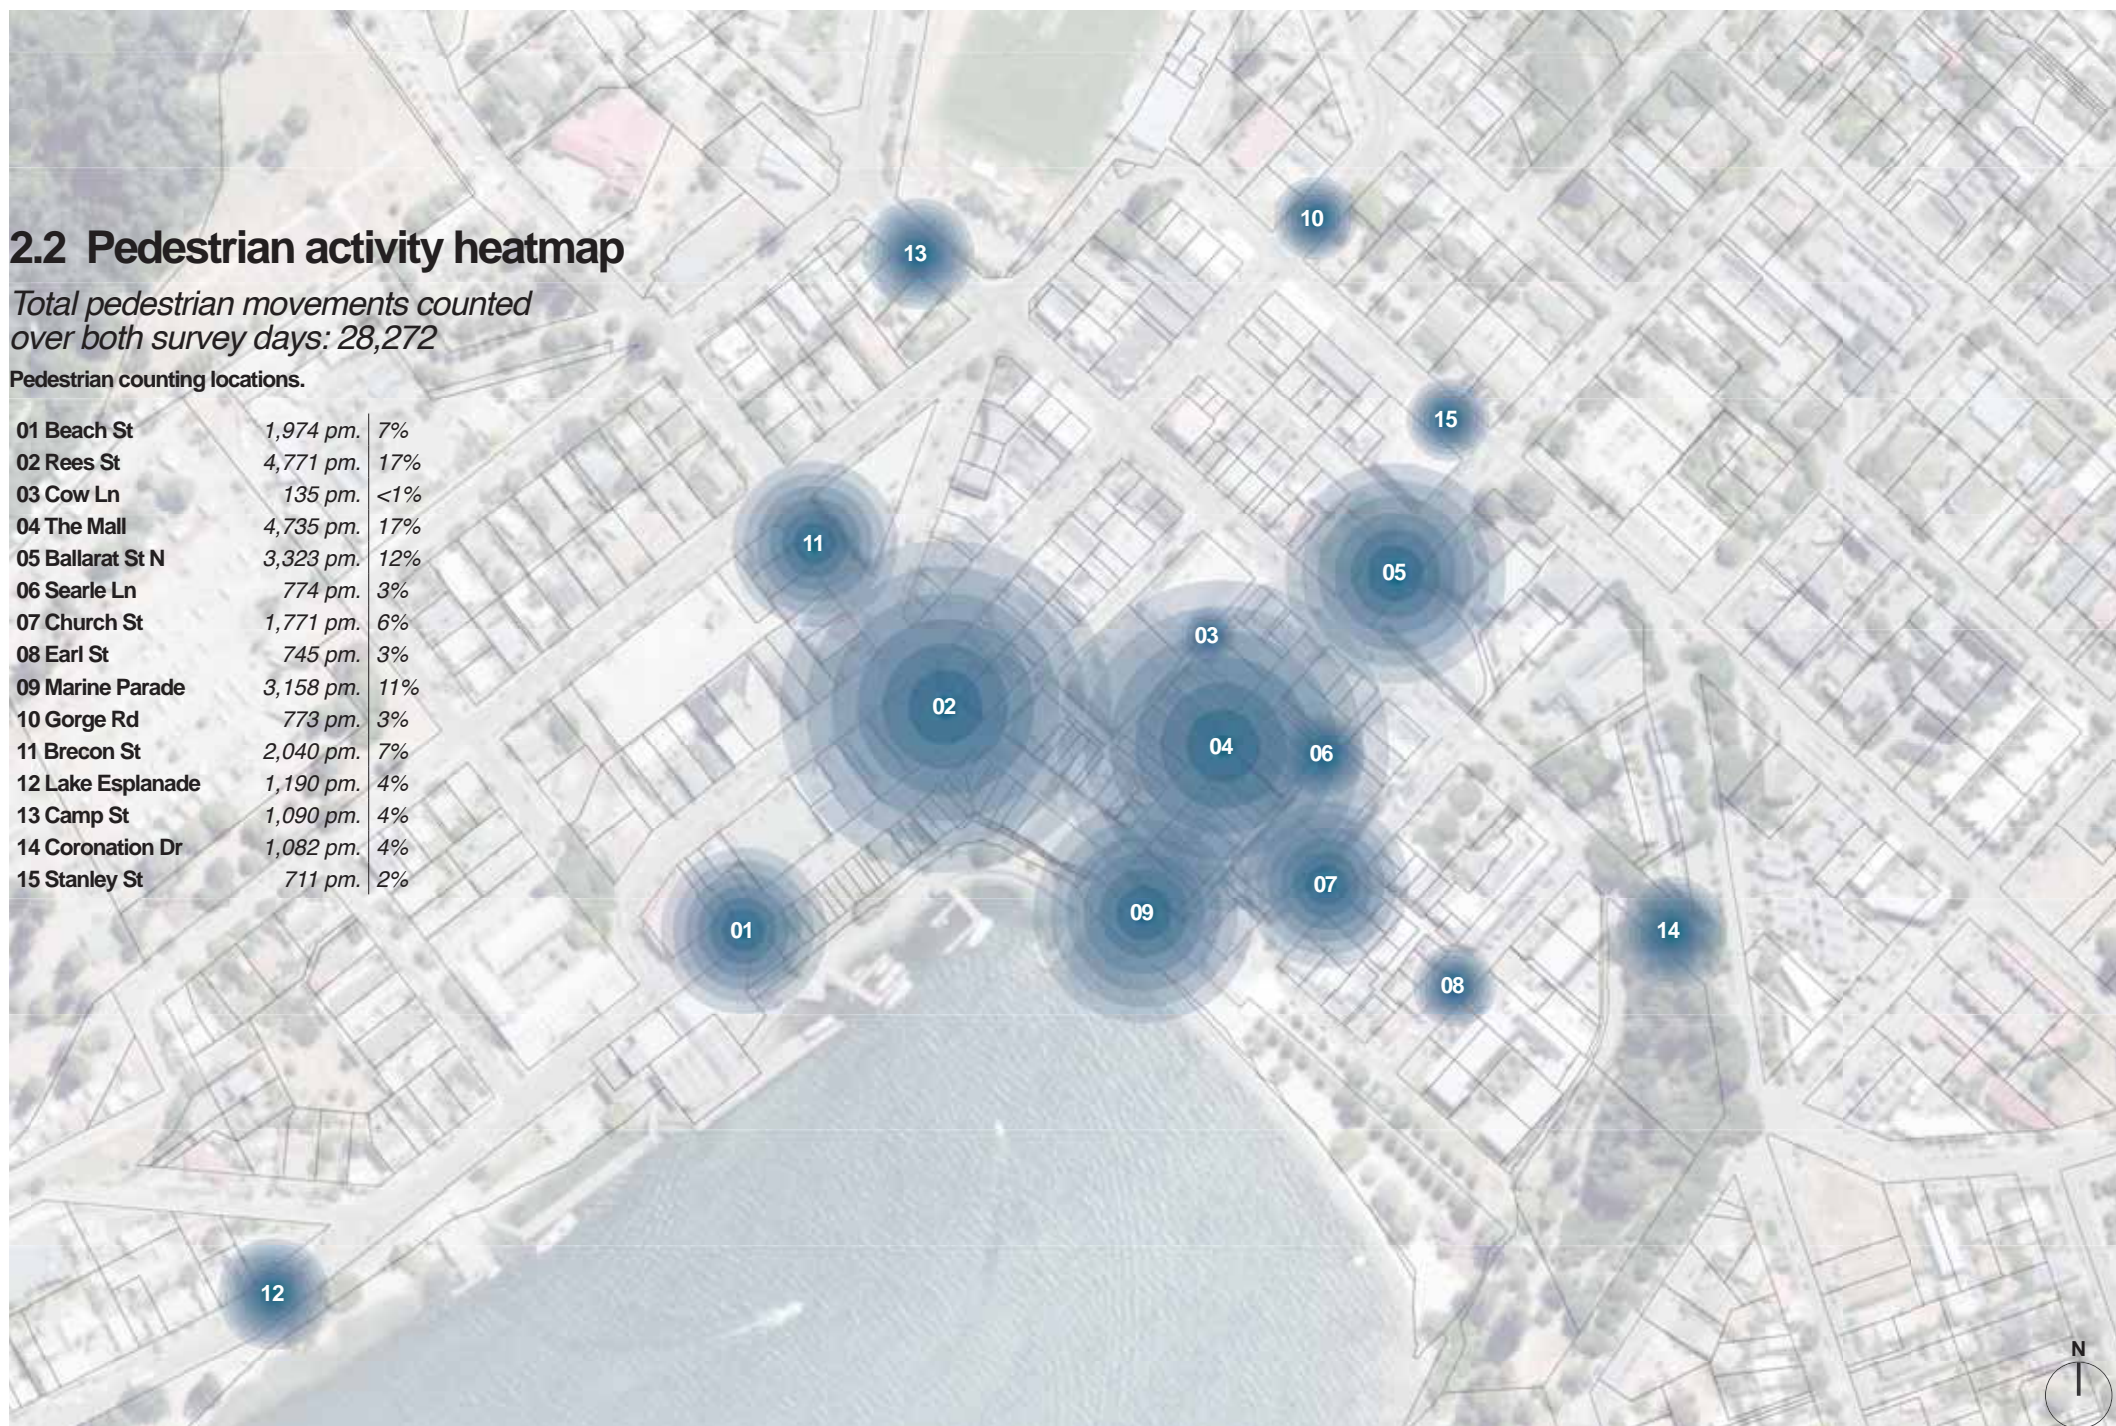 2.2 Pedestrian activity heatmap
Total pedestrian movements counted
over both survey days: 28,272
Pedestrian counting locations.
01 Beach St 1,974 pm. 7%
02 Rees St 4,771 pm. 17%
03 Cow Ln 135 pm. <1%
04 The Mall 4,735 pm. 17%
05 Ballarat St N 3,323 pm. 12%
06 Searle Ln 774 pm. 3%
07 Church St 1,771 pm. 6%
08 Earl St 745 pm. 3%
09 Marine Parade 3,158 pm. 11%
10 Gorge Rd 773 pm. 3%
11 Brecon St 2,040 pm. 7%
12 Lake Esplanade 1,190 pm. 4%
13 Camp St 1,090 pm. 4%
14 Coronation Dr 1,082 pm. 4%
15 Stanley St 711 pm. 2%
10
13
15
11
05
03
02
04
06
07
09
01
14
08
12
N